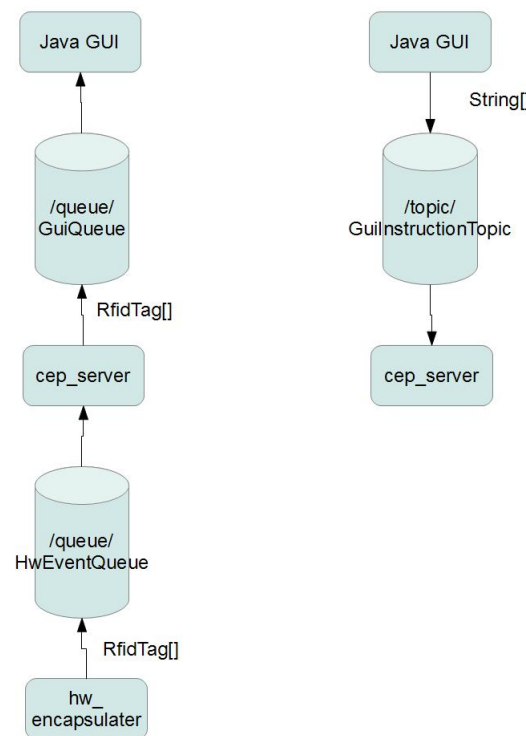 Java GUI
/queue/
GuiQueue
RfidTag[]
cep_server
/queue/
HwEventQueue
RfidTag[]
hw_
encapsulater
Java GUI
String[]
/topic/
GuiInstructionTopic
cep_server